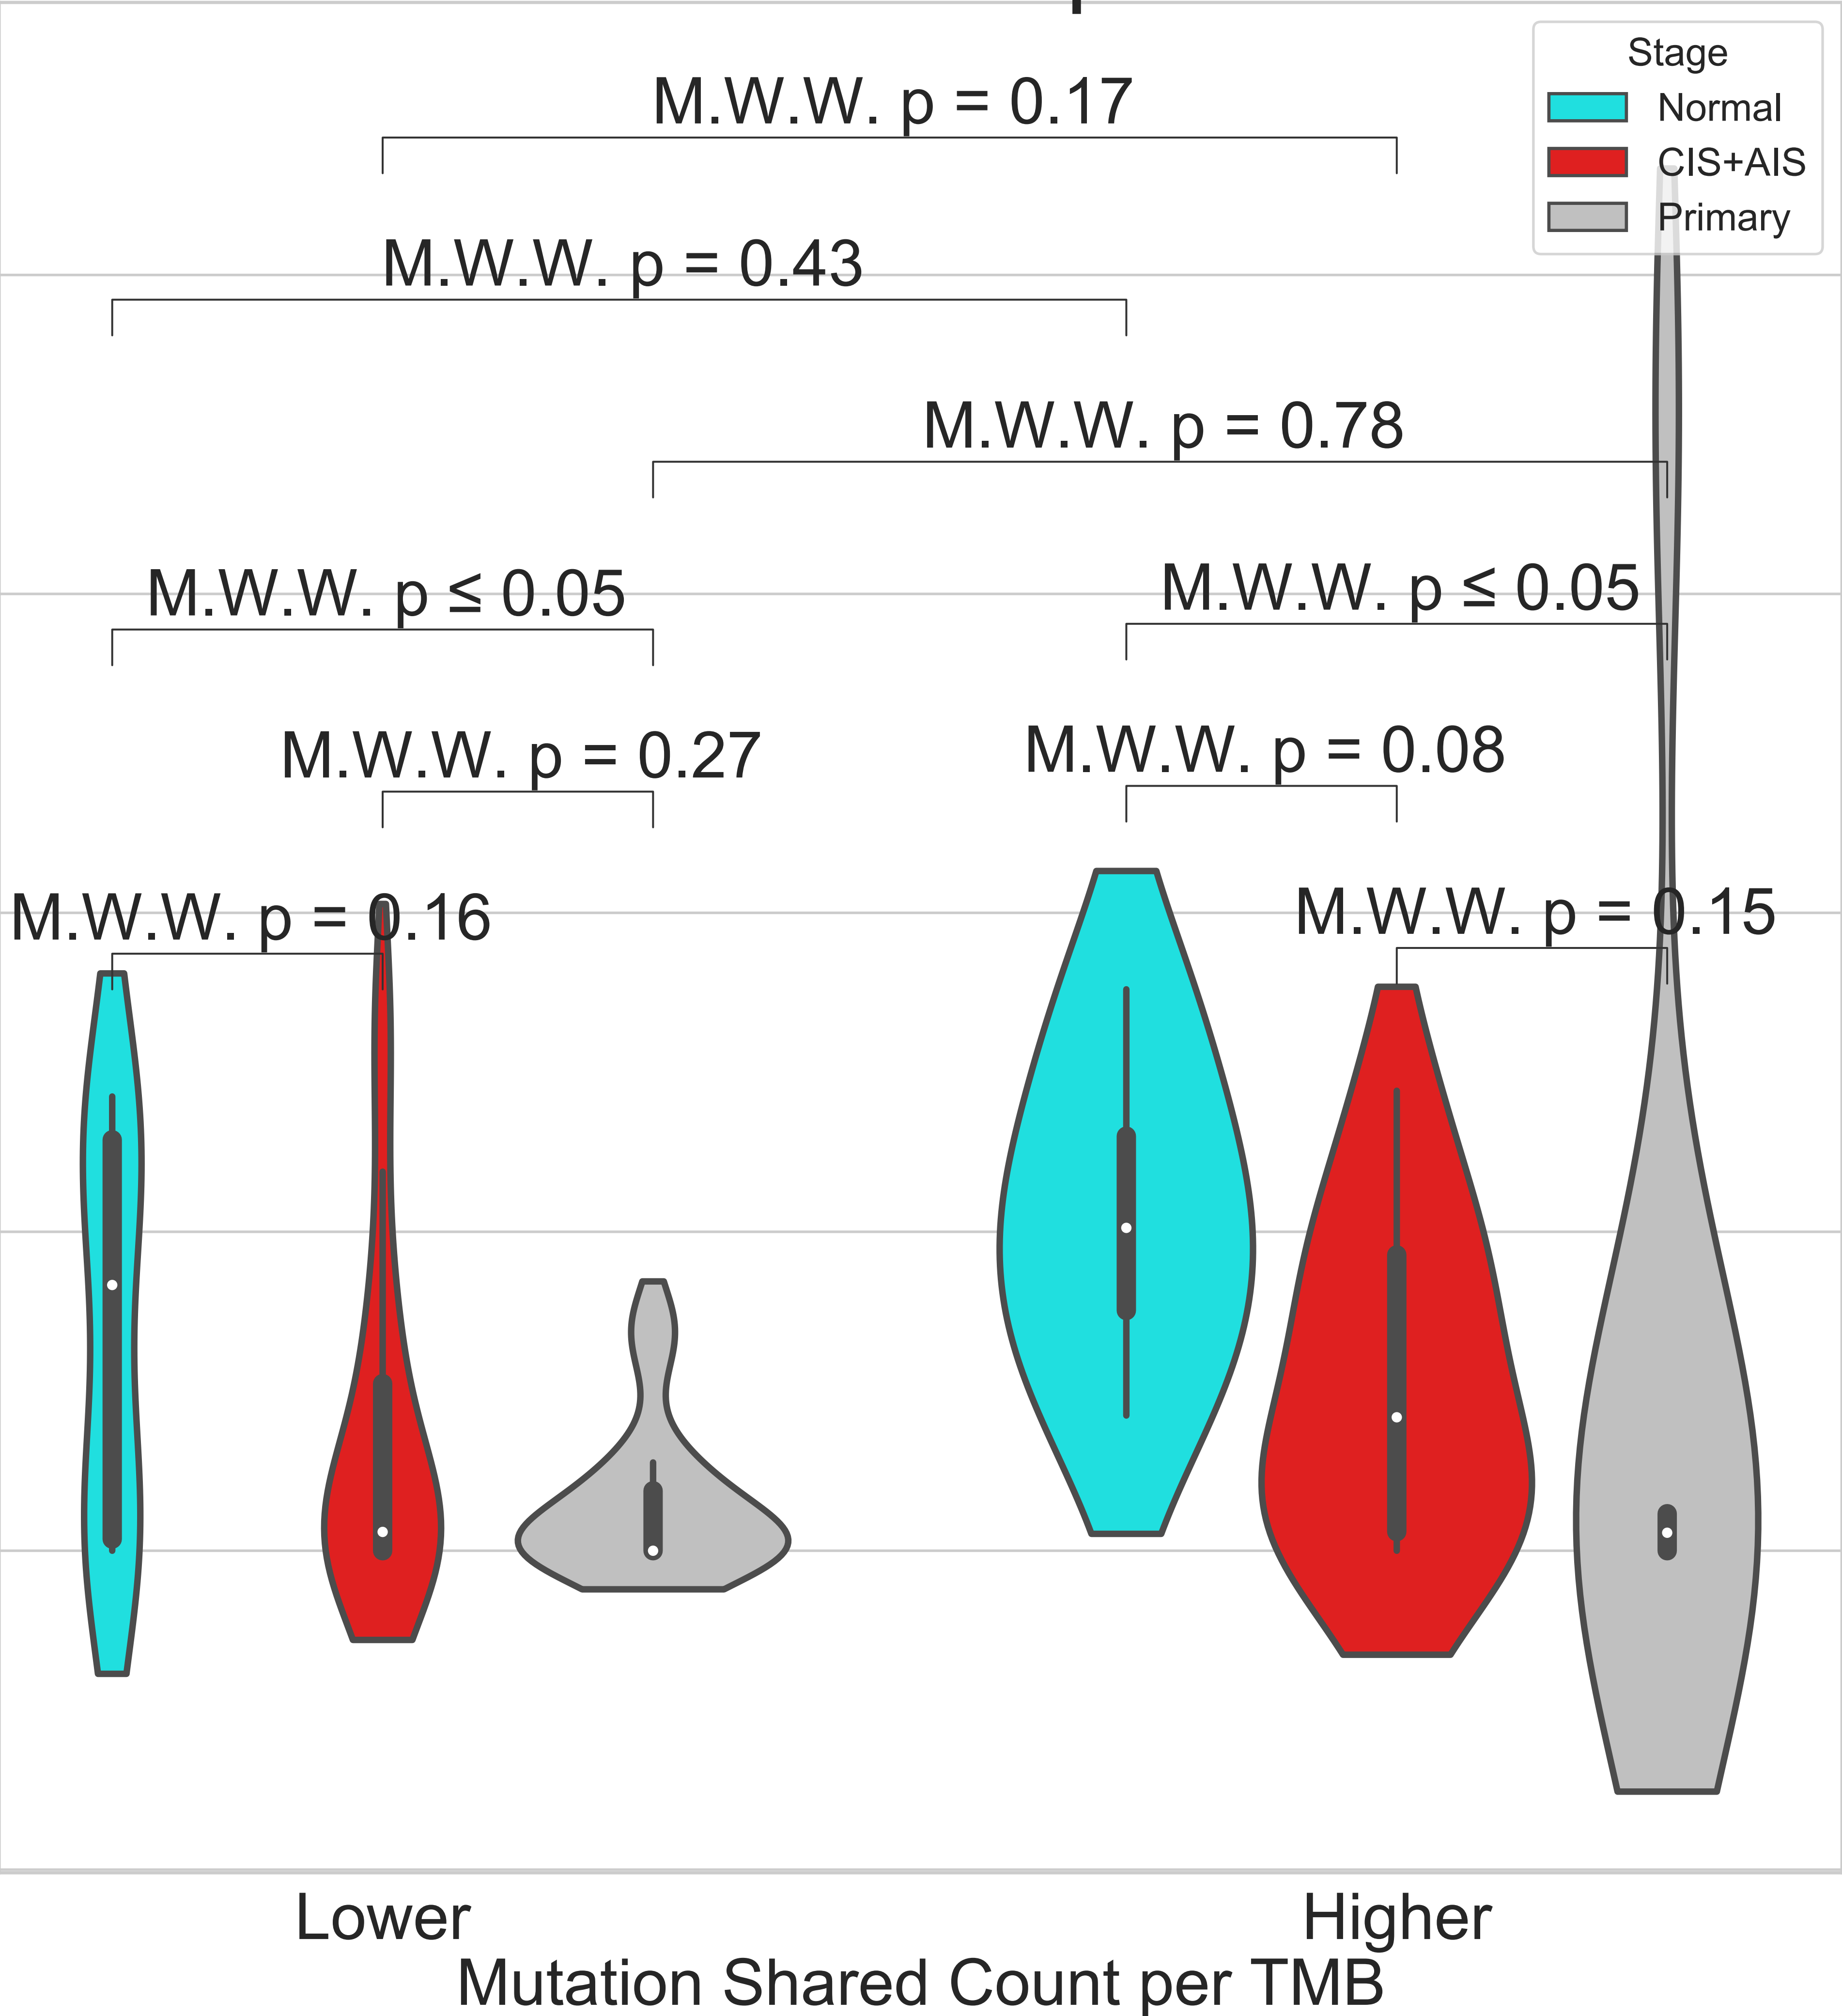 Stage
Normal
CIS+AIS
Primary
M.W.W. p = 0.17
M.W.W. p = 0.43
M.W.W. p = 0.78
M.W.W. p ≤ 0.05
M.W.W. p ≤ 0.05
M.W.W. p = 0.27
M.W.W. p = 0.08
M.W.W. p = 0.16
M.W.W. p = 0.15
Lower
Higher
Mutation Shared Count per TMB